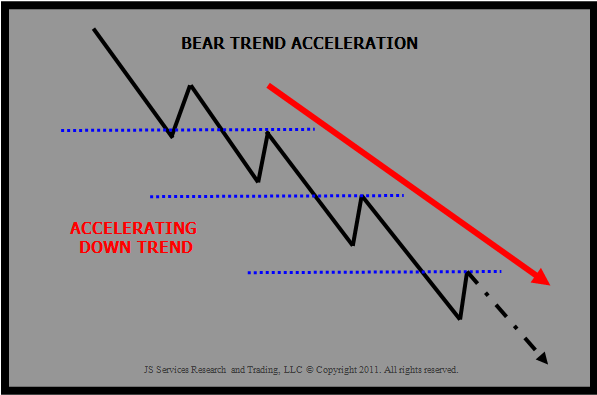 BEAR TREND ACCELERATION
ACCELERATING
DOWN TREND
JS Services Research and Trading, LLC © Copyright 2011. All rights reserved.